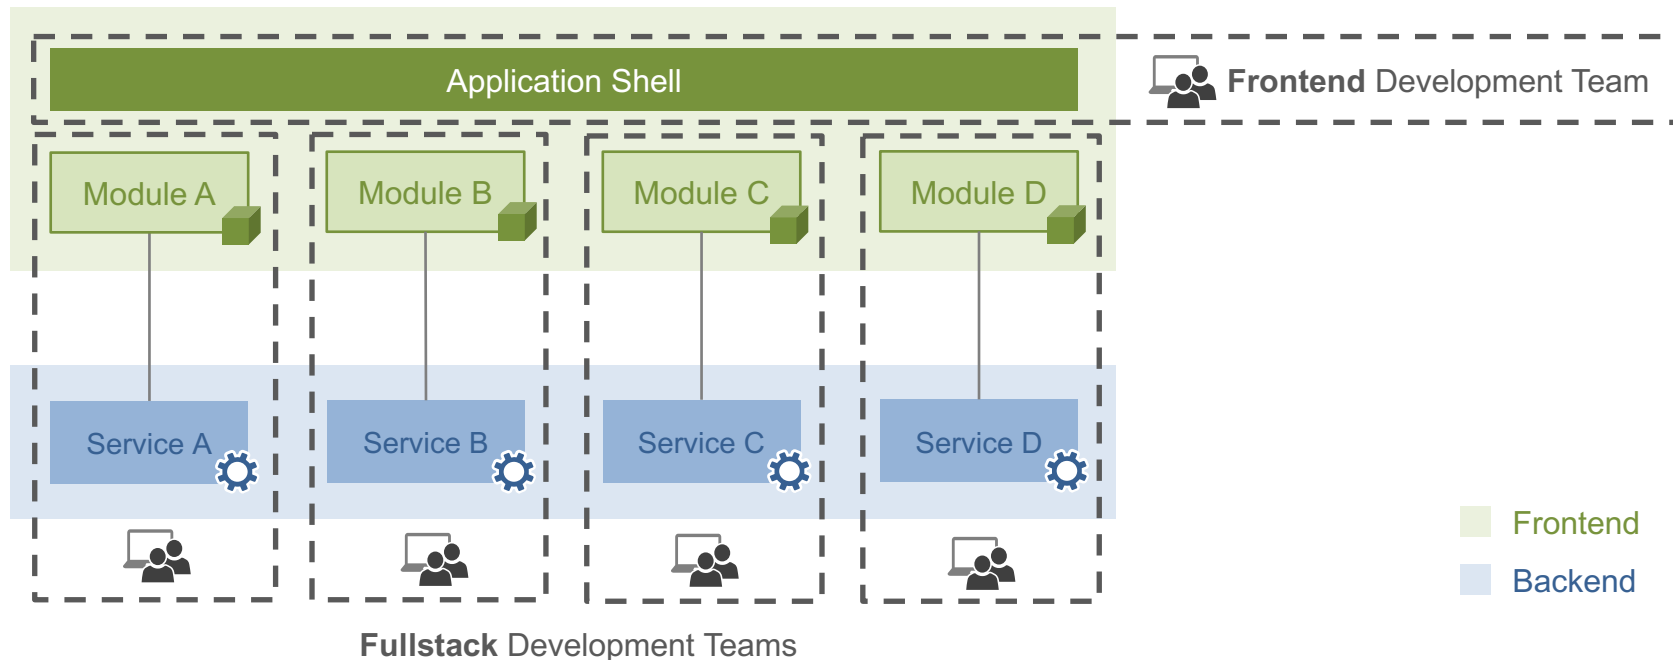 Application Shell
Frontend Development Team
Module A
Module B
Module C
Module D
Service A
Service B
Service C
Service D
Frontend
Backend
Fullstack Development Teams